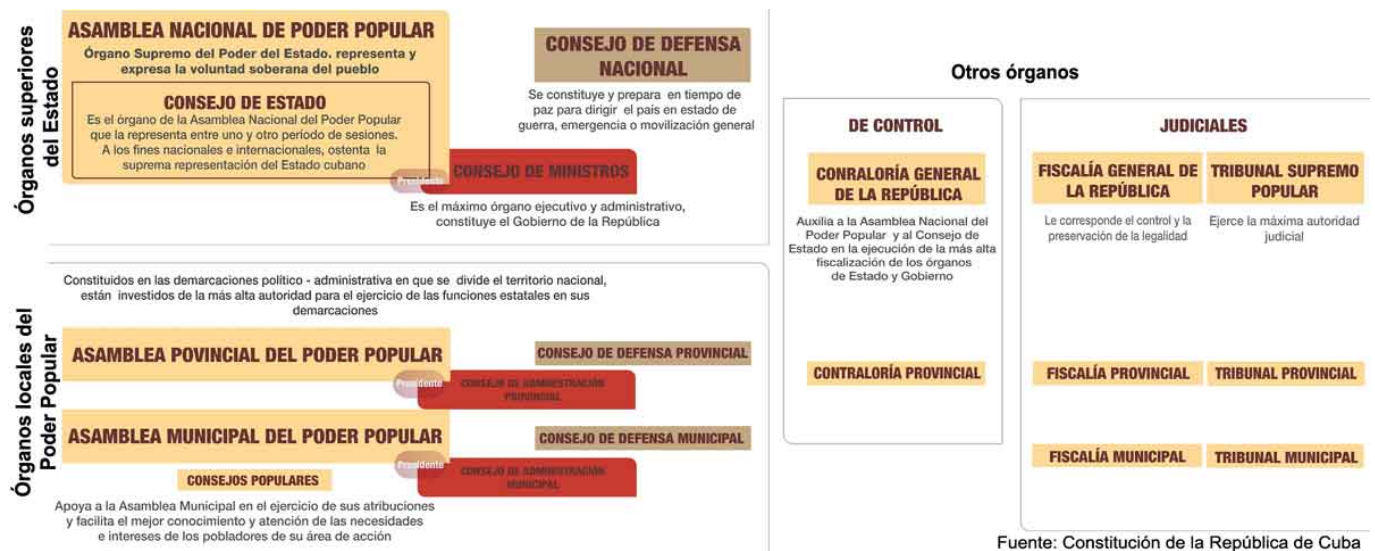 Órganos superiores
del Estado
ASAMBLEA NACIONAL DE PODER POPULAR
Órgano Supremo del Poder del Estado. representa y
expresa la voluntad soberana del pueblo
CONSEJO DE ESTADO
Es el órgano de la Asamblea Nacional del Poder Popular
que la representa entre uno y otro período de sesiones.
A los fines nacionales e internacionales, ostenta la
suprema representación del Estado cubano
CONSEJO DE DEFENSA
NACIONAL
Se constituye y prepara en tiempo de
paz para dirigir el país en estado de
guerra, emergencia o movilización general
Presidente
CONSEJO DE MINISTROS
Es el máximo órgano ejecutivo y administrativo,
constituye el Gobierno de la República
Órganos locales del
Poder Popular
Constituidos en las demarcaciones político - administrativa en que se divide el territorio nacional,
están investidos de la más alta autoridad para el ejercicio de las funciones estatales en sus
demarcaciones
ASAMBLEA POVINCIAL DEL PODER POPULAR
CONSEJO DE DEFENSA PROVINCIAL
Presidente
CONSEJO DE ADMINISTRACIÓN
PROVINCIAL
ASAMBLEA MUNICIPAL DEL PODER POPULAR
CONSEJO DE DEFENSA MUNICIPAL
Presidente
CONSEJO DE ADMINISTRACIÓN
MUNICIPAL
CONSEJOS POPULARES
Apoya a la Asamblea Municipal en el ejercicio de sus atribuciones
y facilita el mejor conocimiento y atención de las necesidades
e intereses de los pobladores de su área de acción
Otros órganos
DE CONTROL
CONRALORÍA GENERAL
DE LA REPÚBLICA
Auxilia a la Asamblea Nacional del
Poder Popular y al Consejo de
Estado en la ejecución de la más alta
fiscalización de los órganos
de Estado y Gobierno
CONTRALORÍA PROVINCIAL
JUDICIALES
FISCALÍA GENERAL DE
LA REPÚBLICA
Le corresponde el control y la
preservación de la legalidad
TRIBUNAL SUPREMO
POPULAR
Ejerce la máxima autoridad
judicial
FISCALÍA PROVINCIAL
TRIBUNAL PROVINCIAL
FISCALÍA MUNICIPAL
TRIBUNAL MUNICIPAL
Fuente: Constitución de la República de Cuba